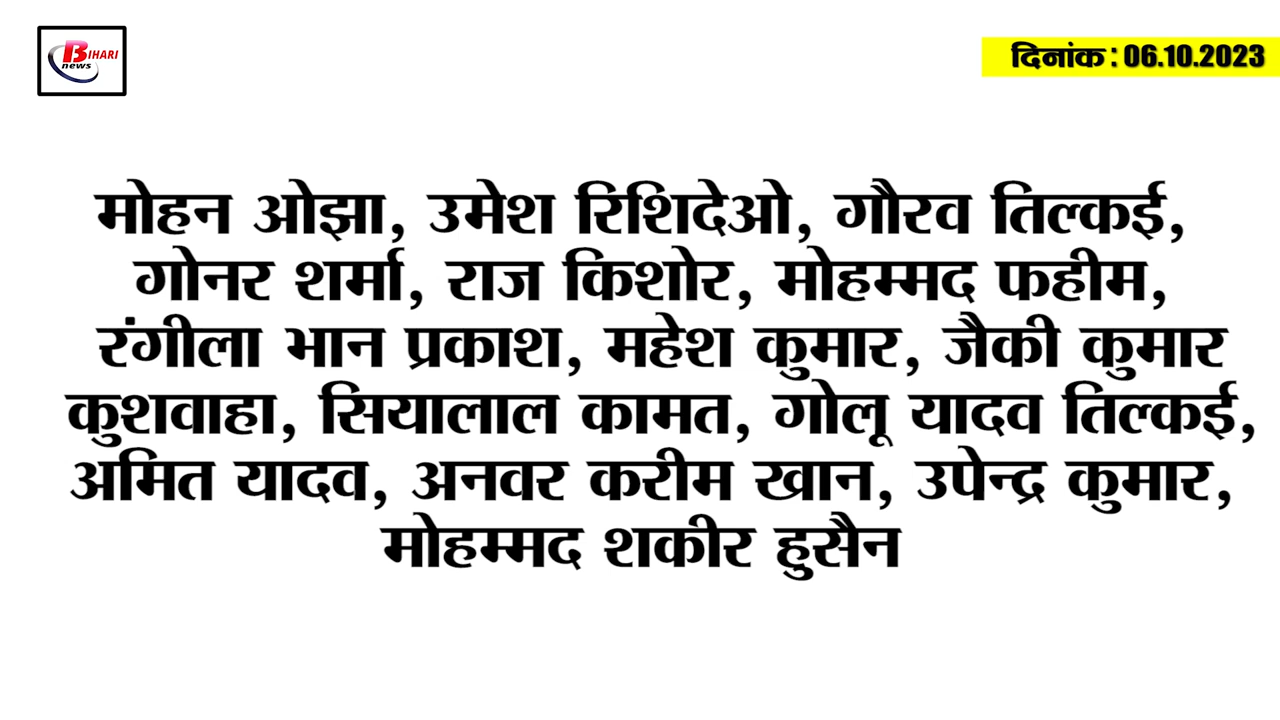 BIHARI
news
दिनांक : 06.10.2023
मोहन ओझा, उमेश रिशिदेओ, गौरव तिल्कई,
गोनर शर्मा, राज किशोर, मोहम्मद फहीम,
रंगीला भान प्रकाश, महेश कुमार, जैकी कुमार
कुशवाहा, सियालाल कामत, गोलू यादव तिल्कई,
अमित यादव, अनवर करीम खान, उपेन्द्र कुमार,
मोहम्मद शकीर हुसैन